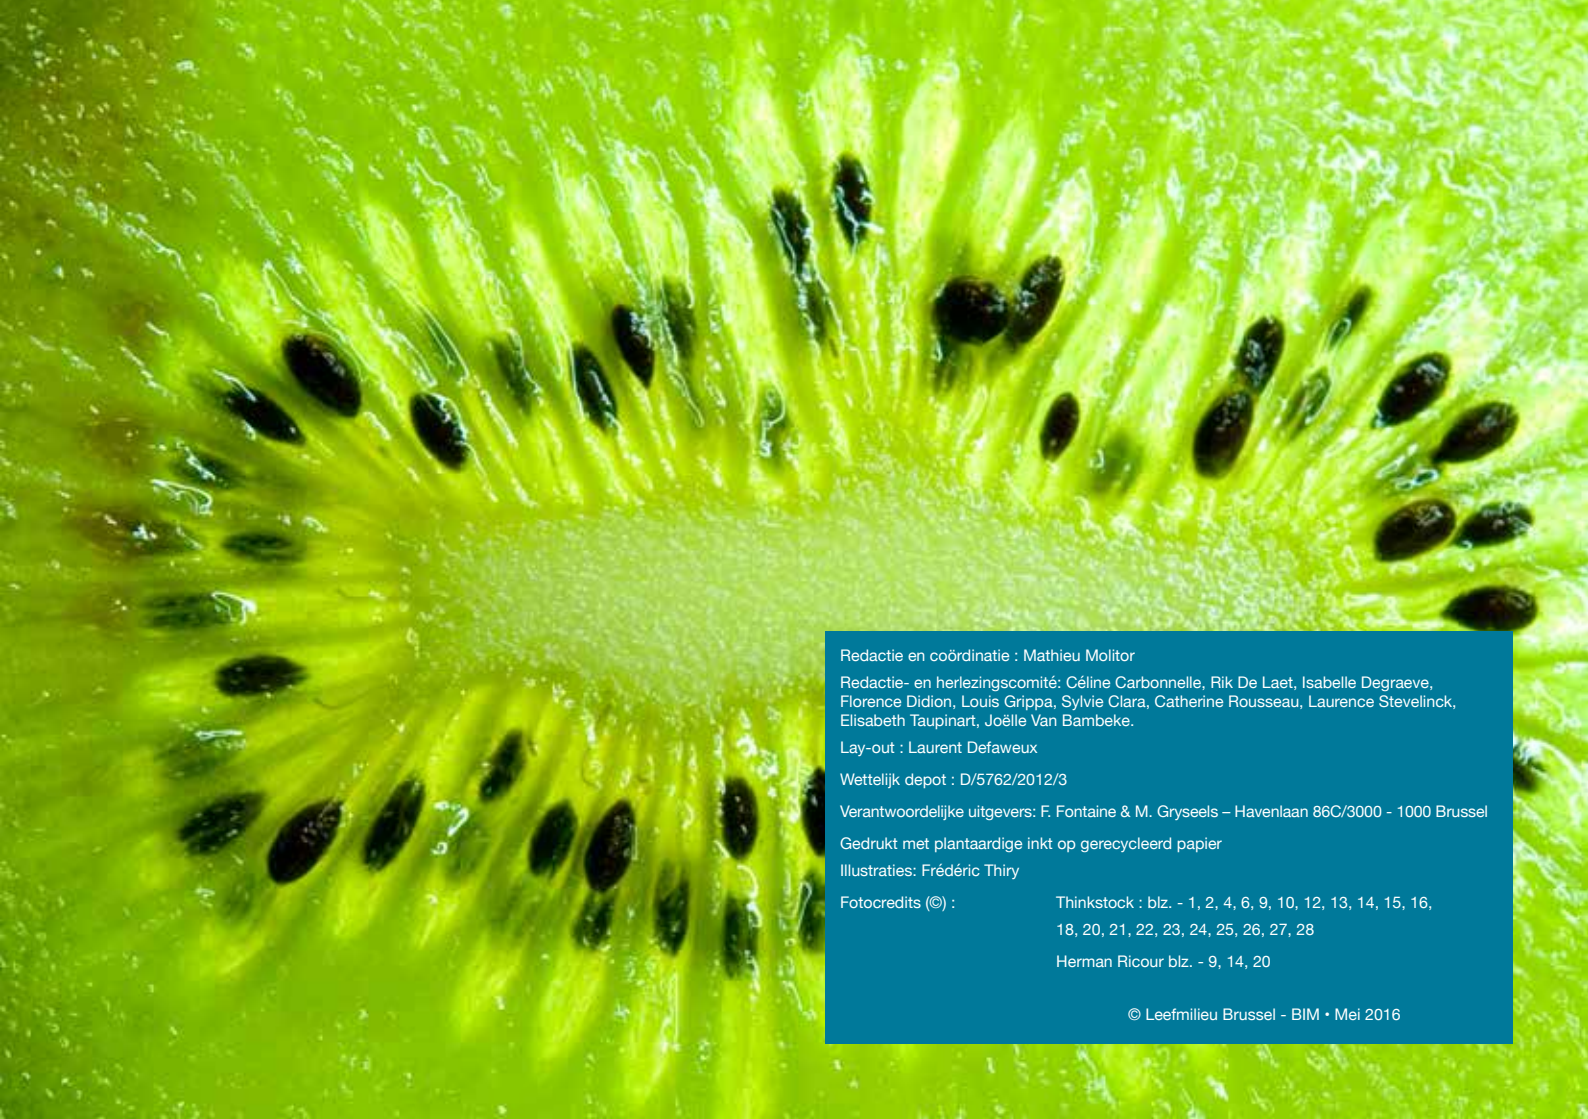 Redactie en coördinatie : Mathieu Molitor
Redactie- en herlezingscomité: Céline Carbonnelle, Rik De Laet, Isabelle Degraeve,
Florence Didion, Louis Grippa, Sylvie Clara, Catherine Rousseau, Laurence Stevelinck,
Elisabeth Taupinart, Joëlle Van Bambeke.
Lay-out : Laurent Defaweux
Wettelijk depot : D/5762/2012/3
Verantwoordelijke uitgevers: F. Fontaine & M. Gryseels – Havenlaan 86C/3000 - 1000 Brussel
Gedrukt met plantaardige inkt op gerecycleerd papier
Illustraties: Frédéric Thiry
Fotocredits (©) : Thinkstock : blz. - 1, 2, 4, 6, 9, 10, 12, 13, 14, 15, 16,
18, 20, 21, 22, 23, 24, 25, 26, 27, 28
Herman Ricour blz. - 9, 14, 20
© Leefmilieu Brussel - BIM • Mei 2016